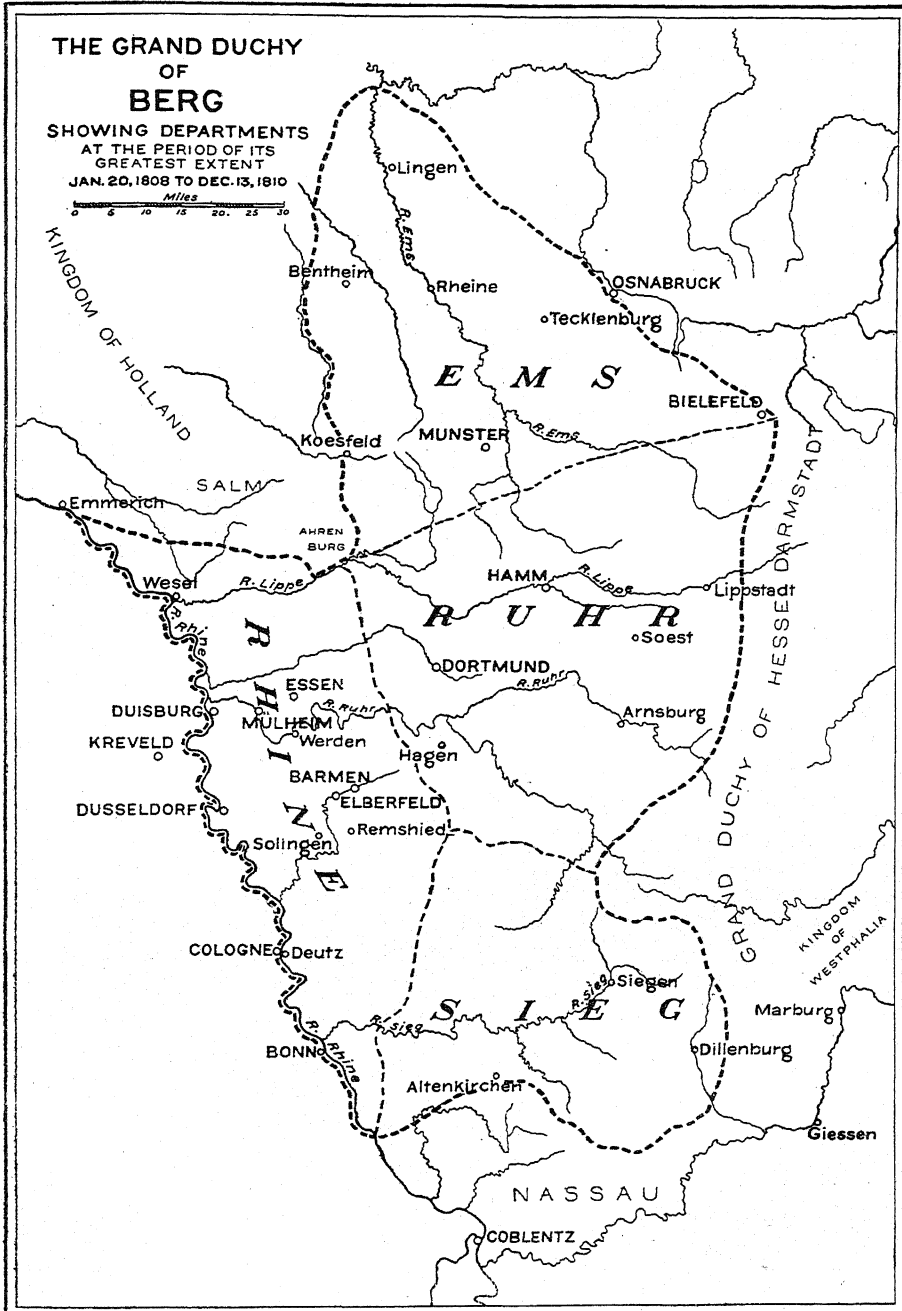 THE GRAND DUCHY
OF
BERG
SHOWING DEPARTMENTS
AT THE PERIOD OF ITS
GREATEST EXTENT
JAN. 20, 1808 TO DEC. 13, 1810
Miles
0 5 10 15 20. 25 30
KINGDOM OF HOLLAND
Lingen
R. Ems
Bentheim
Rheine
OSNABRUCK
Tecklenburg
EMS
BIELEFELD
Koesfeld
MUNSTER
R. Ems
SALM
Emmerich
AHREN
BURG
GRAND DUCHY OF HESSE DARMSTADT
Wesel
R. Lippe
HAMM
R. Lippe
Lippstadt
R. Rhine
RUHR
Soest
RHINE
DORTMUND
ESSEN
R. Ruhr
R. Ruhr
DUISBURG
MULHEIM
Arnsburg
KREVELD
Werden
Hagen
BARMEN
ELBERFELD
DUSSELDORF
Remshied
Solingen
KINGDOM
OF
WESTPHALIA
COLOGNE
Deutz
R. Sieg
Siegen
SIEG
Marburg
R. Sieg
R. Rhine
BONN
Dillenburg
Altenkirchen
Giessen
NASSAU
COBLENTZ